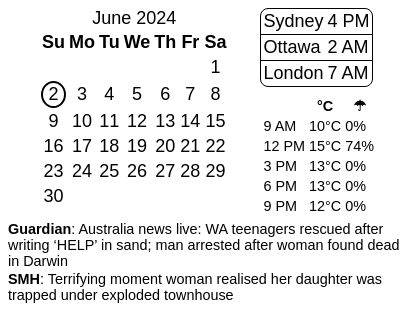 June 2024
Su Mo Tu We Th Fr Sa
1
2 3 4 5 6 7 8
9 10 11 12 13 14 15
16 17 18 19 20 21 22
23 24 25 26 27 28 29
30
Sydney 4 PM
Ottawa 2 AM
London 7 AM
°C ☂
9 AM 10°C 0%
12 PM 15°C 74%
3 PM 13°C 0%
6 PM 13°C 0%
9 PM 12°C 0%
Guardian: Australia news live: WA teenagers rescued after
writing ‘HELP’ in sand; man arrested after woman found dead
in Darwin
SMH: Terrifying moment woman realised her daughter was
trapped under exploded townhouse